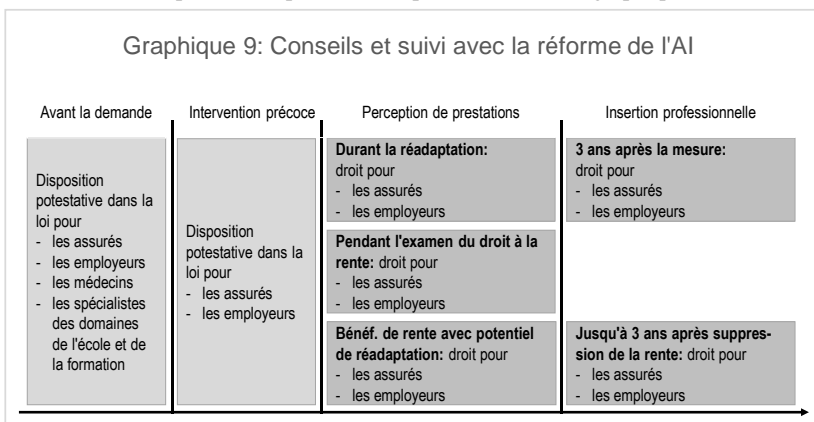 Graphique 9: Conseils et suivi avec la réforme de l'AI
Avant la demande
Intervention précoce
Perception de prestations
Insertion professionnelle
Disposition
potestative dans la
loi pour
- les assurés
- les employeurs
- les médecins
- les spécialistes
des domaines
de l'école et de
la formation
Disposition
potestative dans la
loi pour
- les assurés
- les employeurs
Durant la réadaptation:
droit pour
- les assurés
- les employeurs
Pendant l'examen du droit à la
rente: droit pour
- les assurés
- les employeurs
Bénéf. de rente avec potentiel
de réadaptation: droit pour
- les assurés
- les employeurs
3 ans après la mesure:
droit pour
- les assurés
- les employeurs
Jusqu'à 3 ans après suppres-
sion de la rente: droit pour
- les assurés
- les employeurs